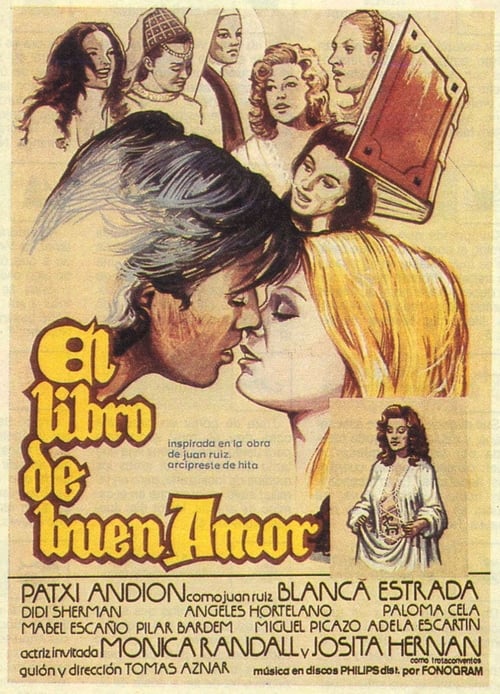 El
libro
de
buen Amor
inspirada en la obra
de juan ruiz.
arcipreste de hita
PATXI ANDION como juan ruiz BLANCA ESTRADA
DIDI SHERMAN ANGELES HORTELANO PALOMA CELA
MABEL ESCAÑO PILAR BARDEM MIGUEL PICAZO ADELA ESCARTIN
actriz invitada MONICA RANDALL y JOSITA HERNAN
como trotaconventos
guión y dirección TOMAS AZNAR música en discos PHILIPS dist. por FONOGRAM